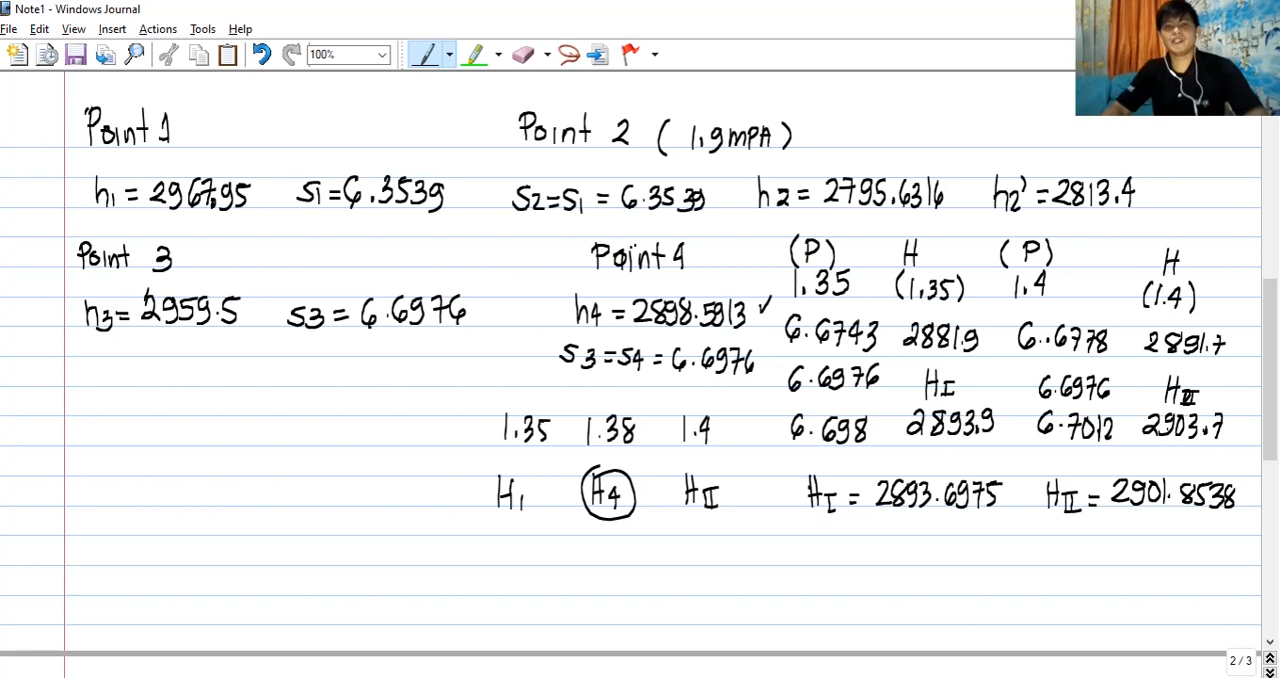 Note1 - Windows Journal
File Edit View Insert Actions Tools Help
100%
Point 1
Point 2 ( 1.9 MPA )
h1 = 2967.95 S1 = 6.3539
S2 = S1 = 6.3539 h2 = 2795.6316 h2' = 2813.4
Point 3
Point 4
(P) H (P) H
1.35 (1.35) 1.4 (1.4)
h3 = 2959.5 S3 = 6.6976
h4 = 2898.5913 ✓
6.6743 2881.9 6..6778 2891.7
S3 = S4 = 6.6976
6.6976 HI 6.6976 HII
1.35 1.38 1.4
6.698 2893.9 6.7012 2903.7
H1 H4 HII
HI = 2893.6975 HII = 2901.8538
2 / 3